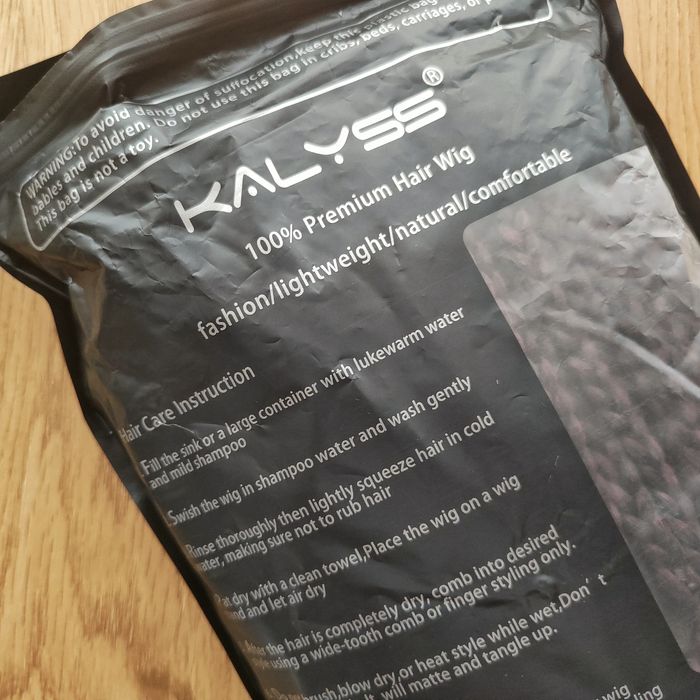 WARNING:To avoid danger of suffocation,keep this plastic bag
babies and children. Do not use this bag in cribs, beds, carriages, or
This bag is not a toy.
KALYSS®
100% Premium Hair Wig
fashion/lightweight/natural/comfortable
Hair Care Instruction
Fill the sink or a large container with lukewarm water
and mild shampoo
.Swish the wig in shampoo water and wash gently
Rinse thoroughly then lightly squeeze hair in cold
water, making sure not to rub hair
Pat dry with a clean towel,Place the wig on a wig
and let air dry
.After the hair is completely dry, comb into desired
style using a wide-tooth comb or finger styling only.
brush,blow dry,or heat style while wet.Don't
will matte and tangle up.
wig